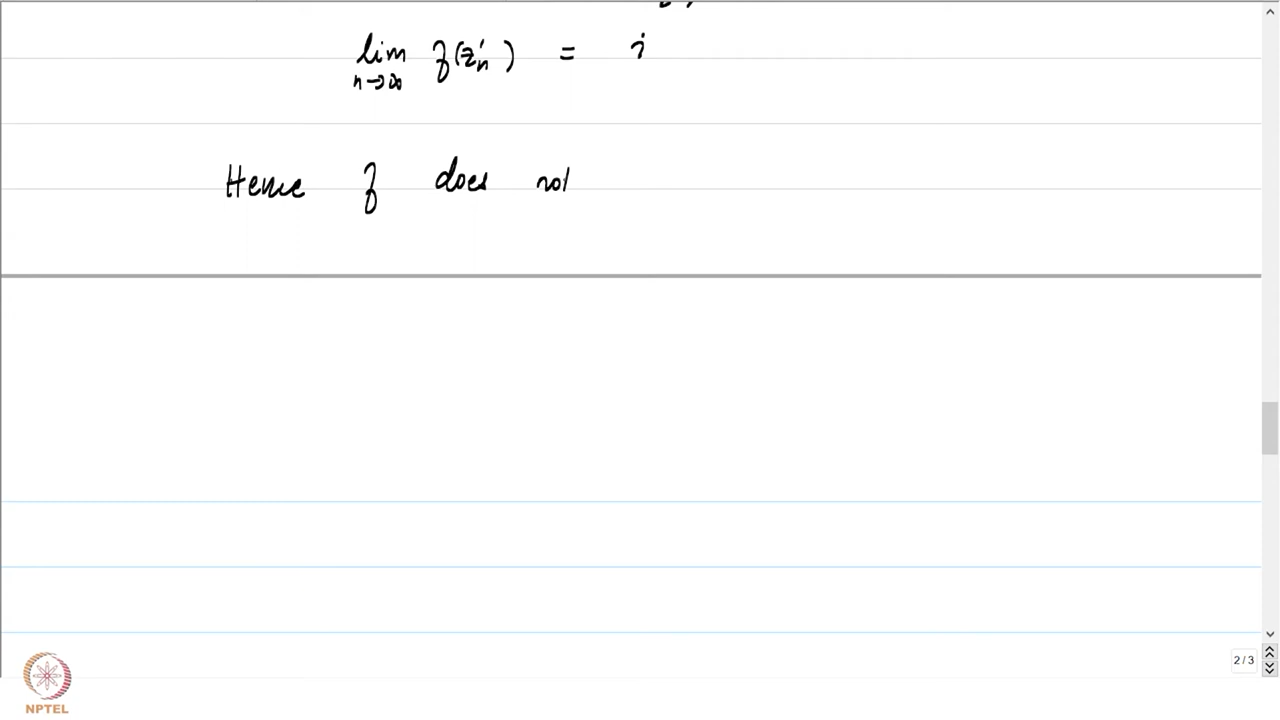 lim f(z'n) = i
n→∞
Hence f does not
2 / 3
NPTEL